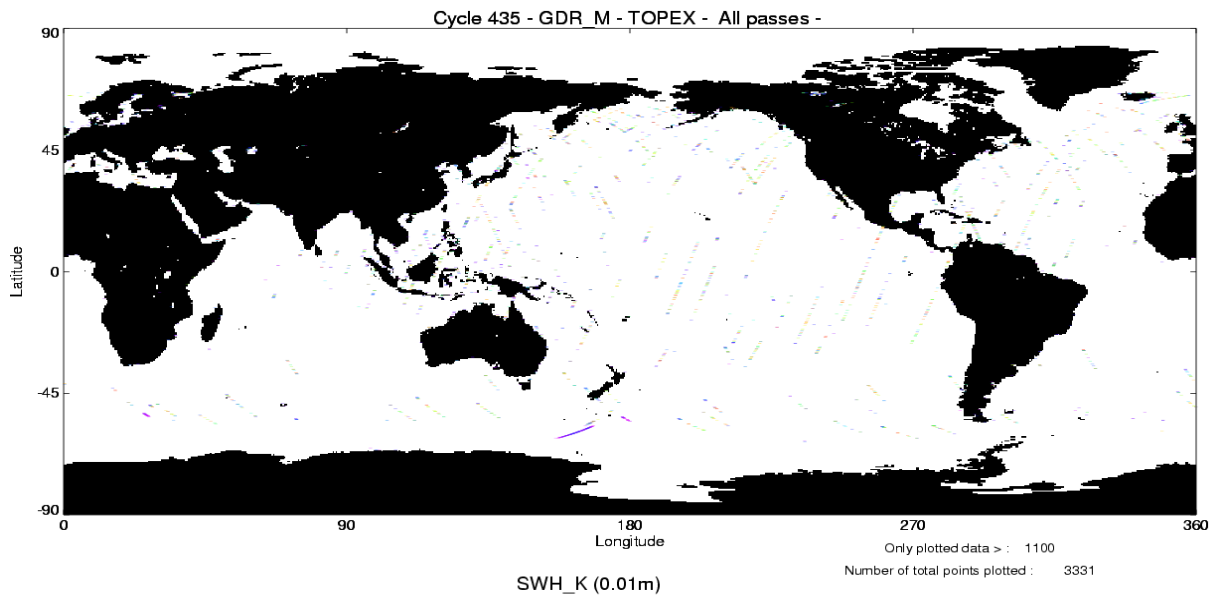 Cycle 435 - GDR_M - TOPEX - All passes -
90
45
0
-45
-90
Latitude
0 90 180 270 360
Longitude
Only plotted data > : 1100
Number of total points plotted : 3331
SWH_K (0.01m)